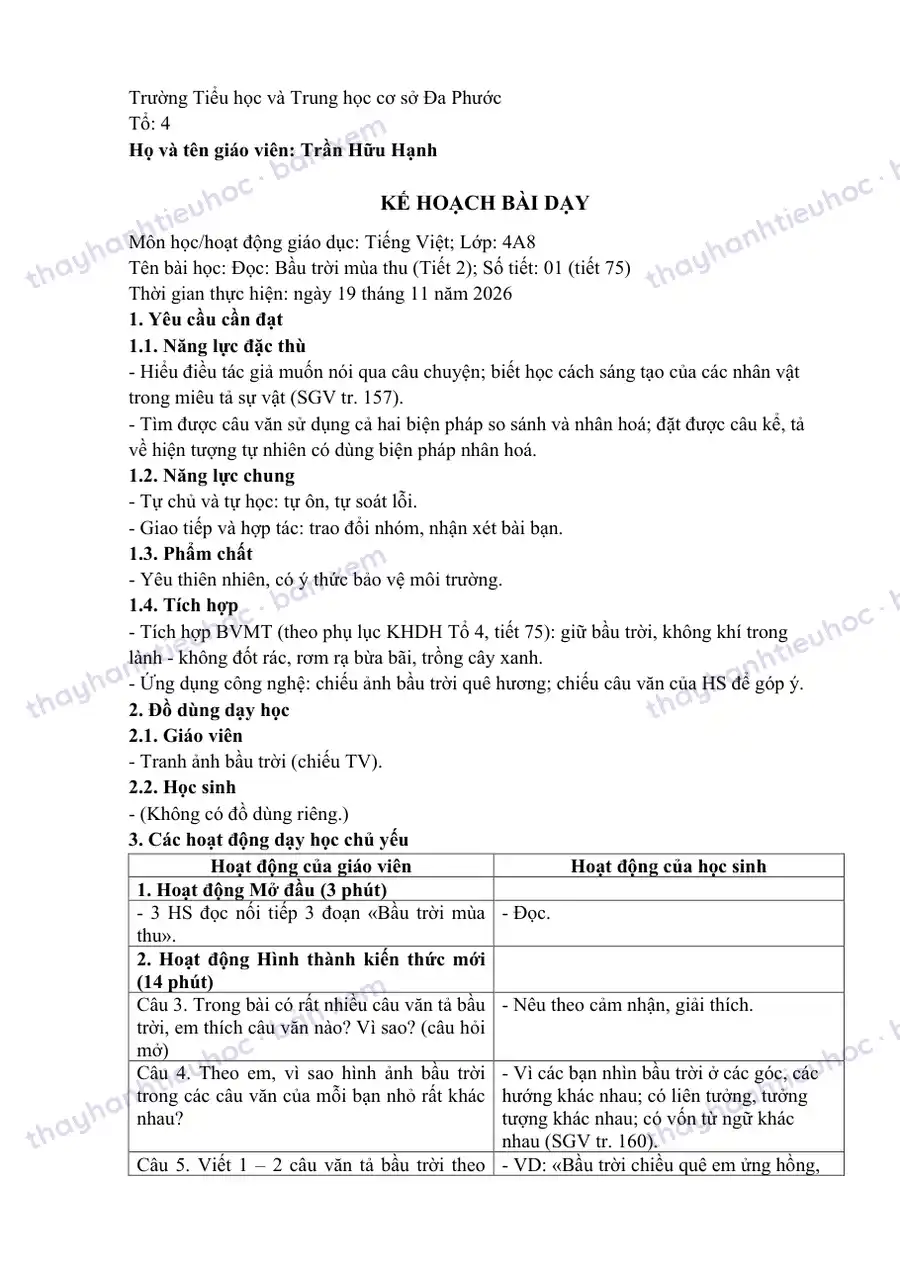 Trường Tiểu học và Trung học cơ sở Đa Phước
Tổ: 4
Họ và tên giáo viên: Trần Hữu Hạnh
KẾ HOẠCH BÀI DẠY
Môn học/hoạt động giáo dục: Tiếng Việt; Lớp: 4A8
Tên bài học: Đọc: Bầu trời mùa thu (Tiết 2); Số tiết: 01 (tiết 75)
Thời gian thực hiện: ngày 19 tháng 11 năm 2026
1. Yêu cầu cần đạt
1.1. Năng lực đặc thù
- Hiểu điều tác giả muốn nói qua câu chuyện; biết học cách sáng tạo của các nhân vật
trong miêu tả sự vật (SGV tr. 157).
- Tìm được câu văn sử dụng cả hai biện pháp so sánh và nhân hoá; đặt được câu kể, tả
về hiện tượng tự nhiên có dùng biện pháp nhân hoá.
1.2. Năng lực chung
- Tự chủ và tự học: tự ôn, tự soát lỗi.
- Giao tiếp và hợp tác: trao đổi nhóm, nhận xét bài bạn.
1.3. Phẩm chất
- Yêu thiên nhiên, có ý thức bảo vệ môi trường.
1.4. Tích hợp
- Tích hợp BVMT (theo phụ lục KHDH Tổ 4, tiết 75): giữ bầu trời, không khí trong
lành - không đốt rác, rơm rạ bừa bãi, trồng cây xanh.
- Ứng dụng công nghệ: chiếu ảnh bầu trời quê hương; chiếu câu văn của HS để góp ý.
2. Đồ dùng dạy học
2.1. Giáo viên
- Tranh ảnh bầu trời (chiếu TV).
2.2. Học sinh
- (Không có đồ dùng riêng.)
3. Các hoạt động dạy học chủ yếu
Hoạt động của giáo viên
Hoạt động của học sinh
1. Hoạt động Mở đầu (3 phút)
- 3 HS đọc nối tiếp 3 đoạn «Bầu trời mùa
thu».
- Đọc.
2. Hoạt động Hình thành kiến thức mới
(14 phút)
Câu 3. Trong bài có rất nhiều câu văn tả bầu
trời, em thích câu văn nào? Vì sao? (câu hỏi
mở)
- Nêu theo cảm nhận, giải thích.
Câu 4. Theo em, vì sao hình ảnh bầu trời
trong các câu văn của mỗi bạn nhỏ rất khác
nhau?
- Vì các bạn nhìn bầu trời ở các góc, các
hướng khác nhau; có liên tưởng, tưởng
tượng khác nhau; có vốn từ ngữ khác
nhau (SGV tr. 160).
Câu 5. Viết 1 – 2 câu văn tả bầu trời theo
- VD: «Bầu trời chiều quê em ửng hồng,
thayhanhtieuhoc · bản xem
thayhanhtieuhoc · b
thayhanhtieuhoc · bản xem
thayhanhtieuhoc · b
thayhanhtieuhoc · bản xem
thayhanhtieuhoc · b